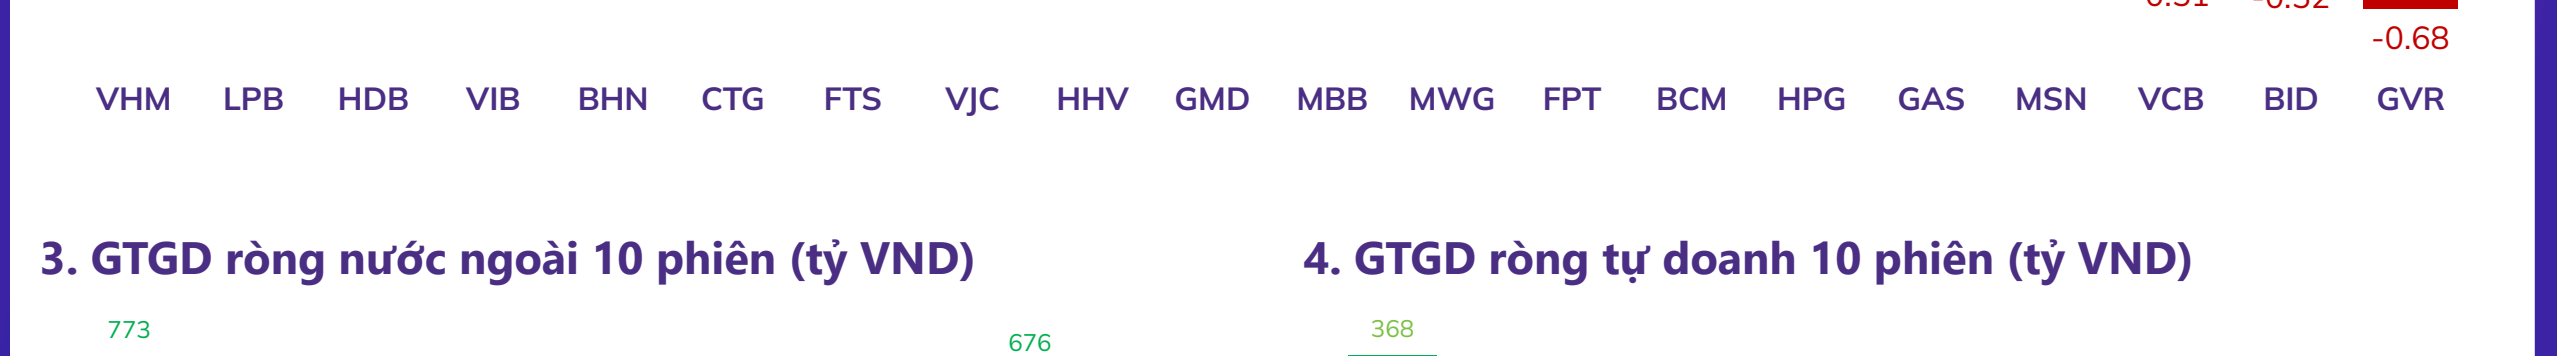 -0.68
VHM LPB HDB VIB BHN CTG FTS VJC HHV GMD MBB MWG FPT BCM HPG GAS MSN VCB BID GVR
3. GTGD ròng nước ngoài 10 phiên (tỷ VND)
773
676
4. GTGD ròng tự doanh 10 phiên (tỷ VND)
368